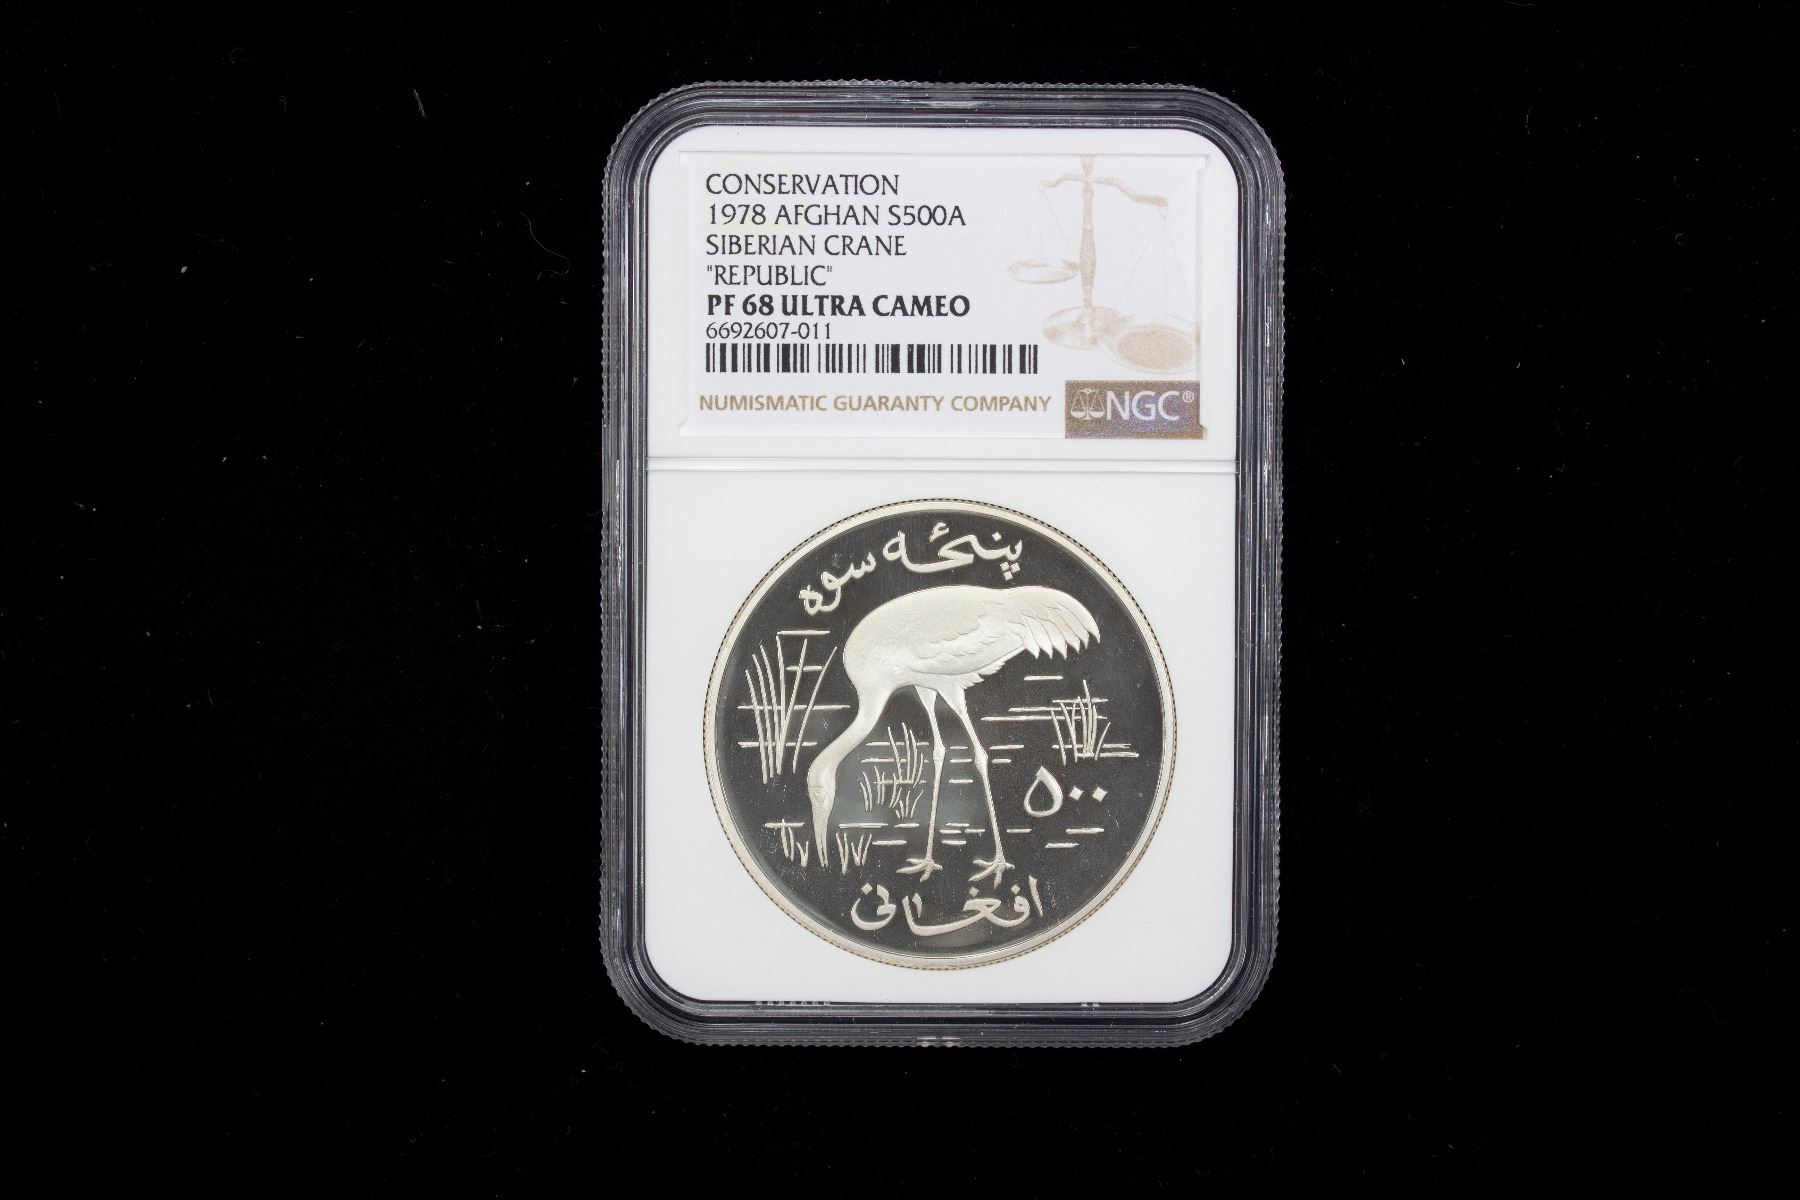 CONSERVATION
1978 AFGHAN S500A
SIBERIAN CRANE
"REPUBLIC"
PF 68 ULTRA CAMEO
6692607-011
NUMISMATIC GUARANTY COMPANY
NGC®
پنځه سوه
۵۰۰
افغانۍ